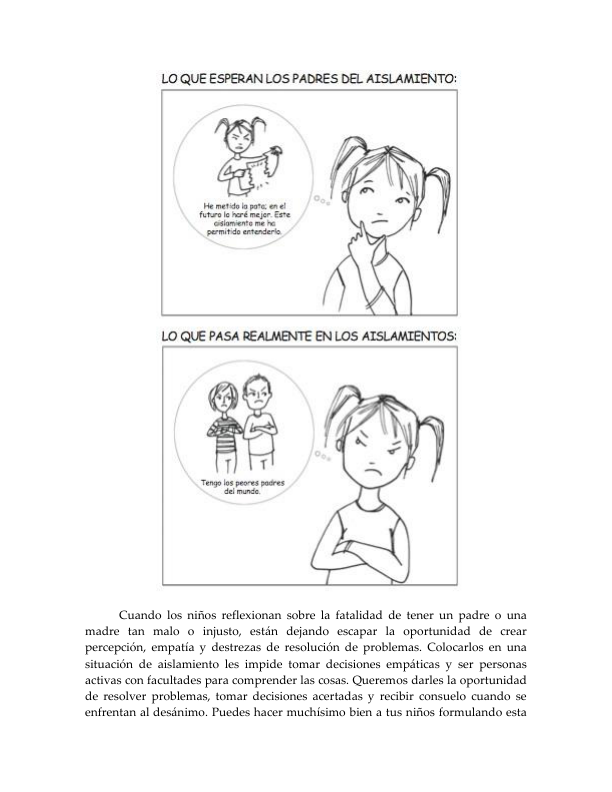 LO QUE ESPERAN LOS PADRES DEL AISLAMIENTO:
He metido la pata; en el
futuro lo haré mejor. Este
aislamiento me ha
permitido entenderlo.
LO QUE PASA REALMENTE EN LOS AISLAMIENTOS:
Tengo los peores padres
del mundo.
Cuando los niños reflexionan sobre la fatalidad de tener un padre o una
madre tan malo o injusto, están dejando escapar la oportunidad de crear
percepción, empatía y destrezas de resolución de problemas. Colocarlos en una
situación de aislamiento les impide tomar decisiones empáticas y ser personas
activas con facultades para comprender las cosas. Queremos darles la oportunidad
de resolver problemas, tomar decisiones acertadas y recibir consuelo cuando se
enfrentan al desánimo. Puedes hacer muchísimo bien a tus niños formulando esta